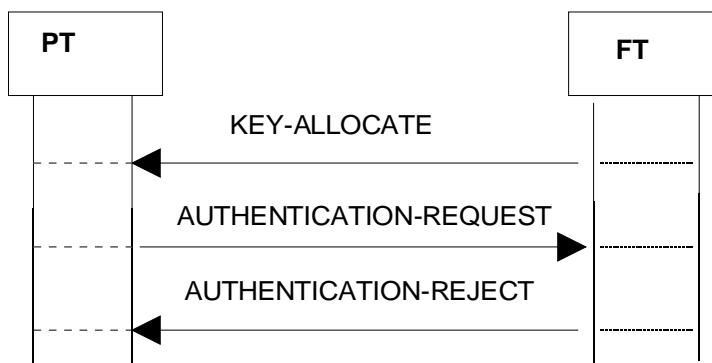 PT
FT
KEY-ALLOCATE
AUTHENTICATION-REQUEST
AUTHENTICATION-REJECT